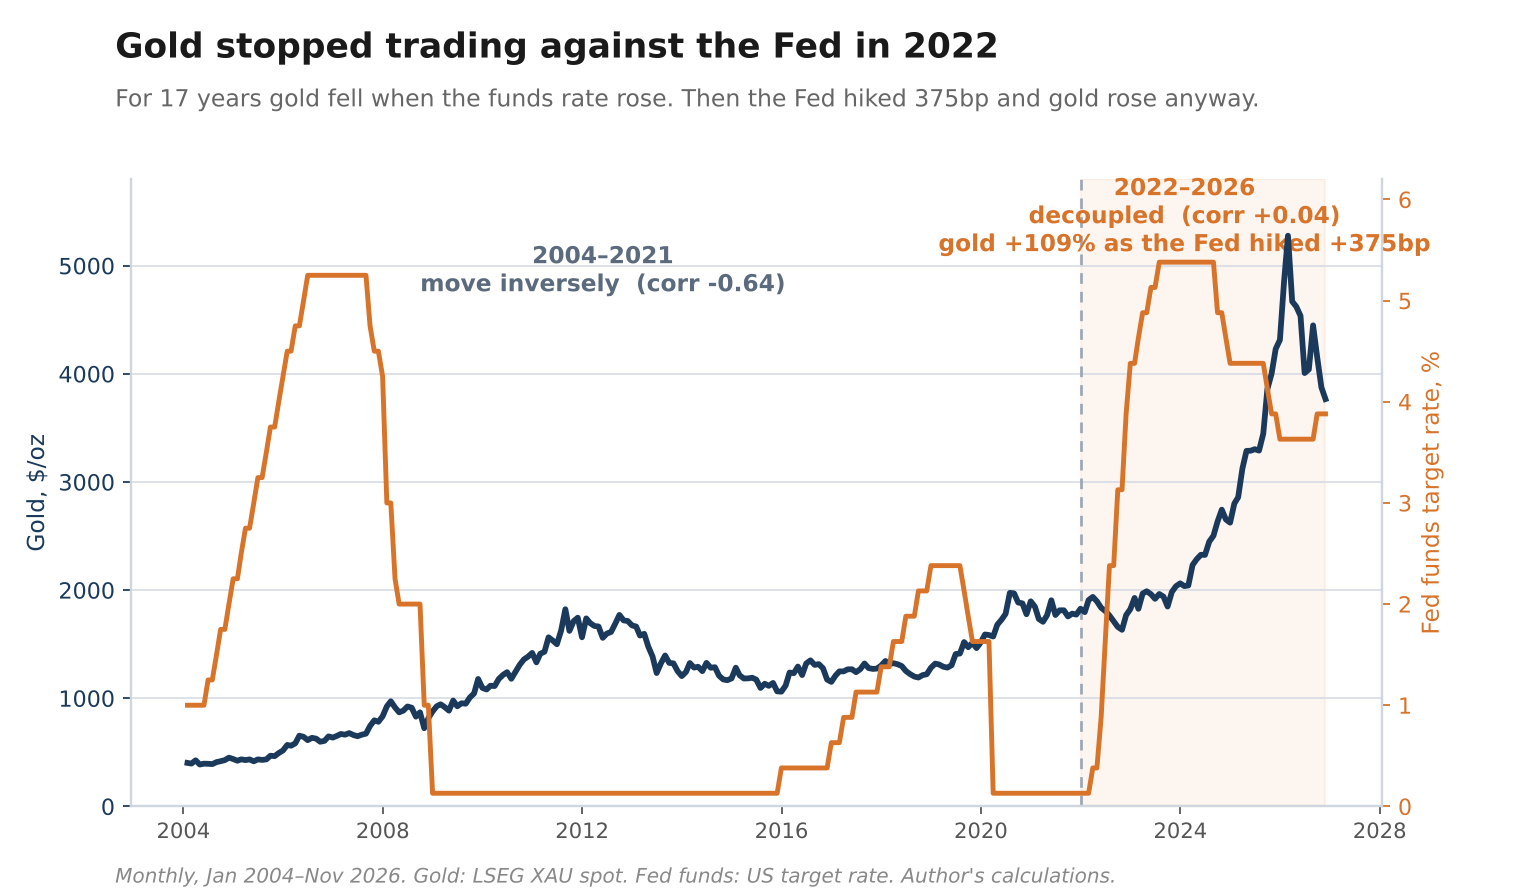 Gold stopped trading against the Fed in 2022
For 17 years gold fell when the funds rate rose. Then the Fed hiked 375bp and gold rose anyway.
2022–2026
decoupled  (corr +0.04)
gold +109% as the Fed hiked +375bp
2004–2021
move inversely  (corr -0.64)
Gold, $/oz
5000
4000
3000
2000
1000
0
6
5
4
3
2
1
0
Fed funds target rate, %
2004 2008 2012 2016 2020 2024 2028
Monthly, Jan 2004–Nov 2026. Gold: LSEG XAU spot. Fed funds: US target rate. Author's calculations.